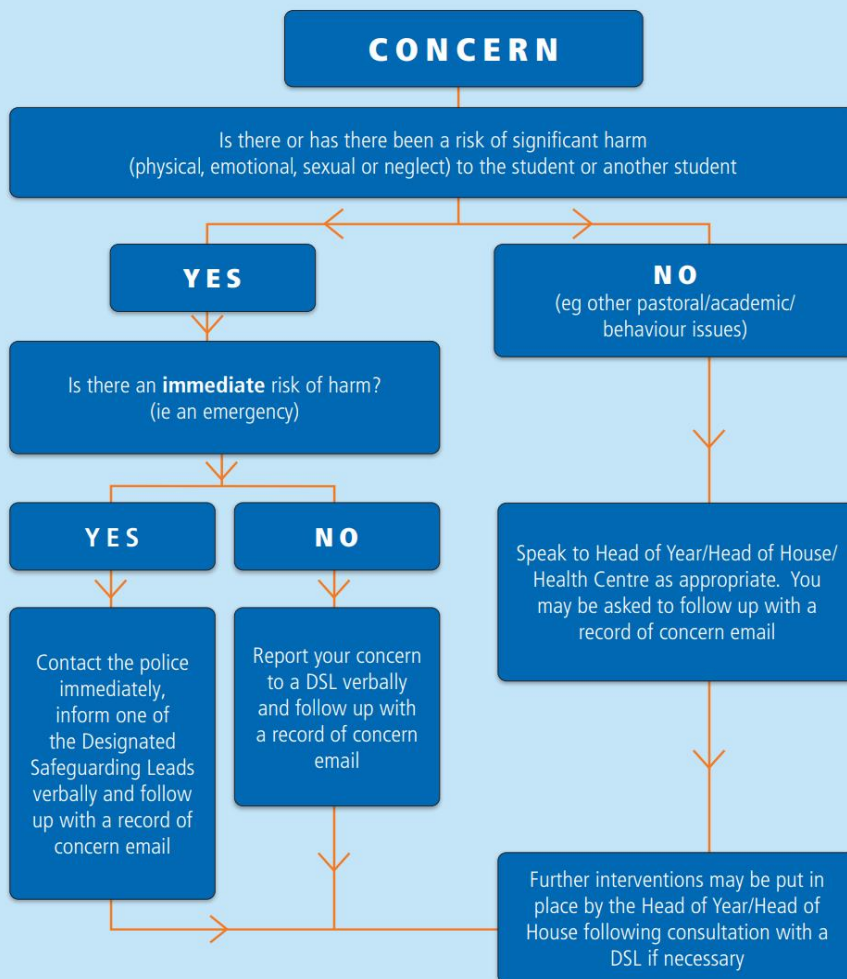 CONCERN
Is there or has there been a risk of significant harm
(physical, emotional, sexual or neglect) to the student or another student
YES
NO
(eg other pastoral/academic/
behaviour issues)
Is there an immediate risk of harm?
(ie an emergency)
YES
NO
Speak to Head of Year/Head of House/
Health Centre as appropriate. You
may be asked to follow up with a
record of concern email
Contact the police
immediately,
inform one of
the Designated
Safeguarding Leads
verbally and follow
up with a record of
concern email
Report your concern
to a DSL verbally
and follow up with
a record of concern
email
Further interventions may be put in
place by the Head of Year/Head of
House following consultation with a
DSL if necessary